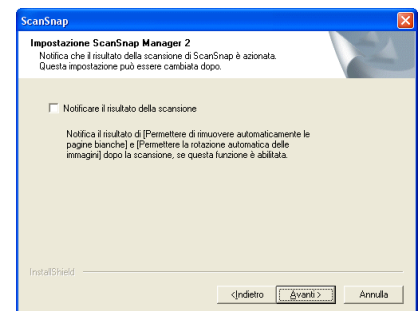 ScanSnap
Impostazione ScanSnap Manager 2
Notifica che il risultato della scansione di ScanSnap è azionata.
Questa impostazione può essere cambiata dopo.
Notificare il risultato della scansione
Notifica il risultato di [Permettere di rimuovere automaticamente le
pagine bianche] e [Permettere la rotazione automatica delle
immagini] dopo la scansione, se questa funzione è abilitata.
InstallShield
<Indietro Avanti> Annulla